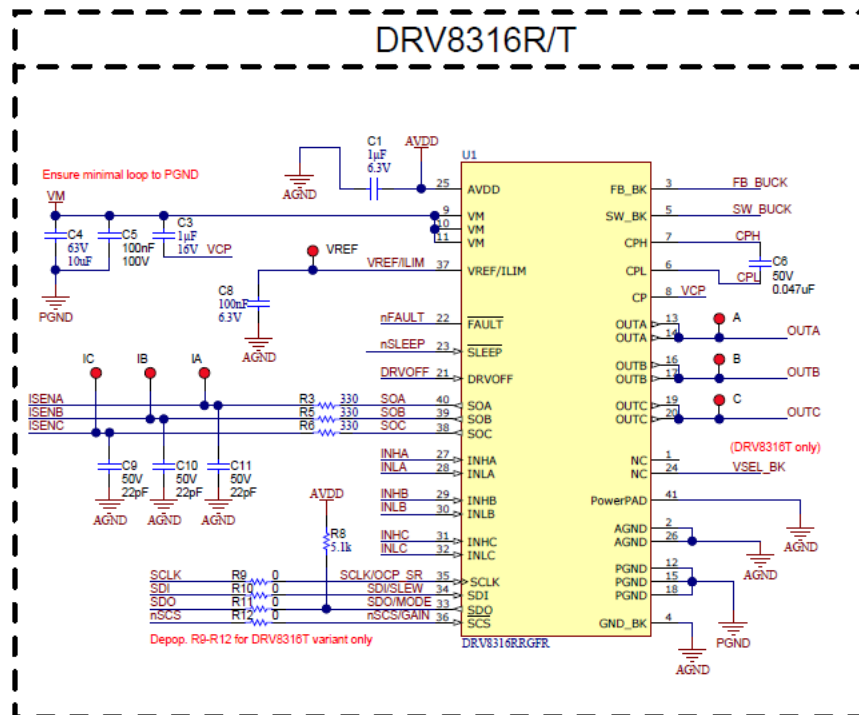 DRV8316R/T
Ensure minimal loop to PGND
VM
C4
63V
10uF
C5
100nF
100V
C3
1µF
16V
VCP
PGND
C1
1µF
6.3V
AVDD
AGND
VREF
VREF/ILIM
C8
100nF
6.3V
AGND
nFAULT
nSLEEP
DRVOFF
IC
IB
IA
ISENA
ISENB
ISENC
R3 330 SOA
R5 330 SOB
R6 330 SOC
C9
50V
22pF
C10
50V
22pF
C11
50V
22pF
AGND
AGND
AGND
INHA
INLA
INHB
INLB
INHC
INLC
AVDD
R8
5.1k
SCLK R9 0 SCLK/OCP_SR
SDI R10 0 SDI/SLEW
SDO R11 0 SDO/MODE
nSCS R12 0 nSCS/GAIN
Depop. R9-R12 for DRV8316T variant only
U1
25 AVDD
9 VM
10 VM
11 VM
37 VREF/ILIM
22 FAULT
23 SLEEP
21 DRVOFF
40 SOA
39 SOB
38 SOC
27 INHA
28 INLA
29 INHB
30 INLB
31 INHC
32 INLC
35 SCLK
34 SDI
33 SDO
36 SCS
DRV8316RRGFR
FB_BK 3 FB_BUCK
SW_BK 5 SW_BUCK
CPH 7 CPH
CPL 6 CPL
C6
50V
0.047uF
CP 8 VCP
OUTA 13
OUTA 14
A
OUTA
OUTB 16
OUTB 17
B
OUTB
OUTC 19
OUTC 20
C
OUTC
(DRV8316T only)
NC 1
NC 24 VSEL_BK
PowerPAD 41
AGND
AGND 2
AGND 26
AGND
PGND 12
PGND 15
PGND 18
PGND
GND_BK 4
AGND